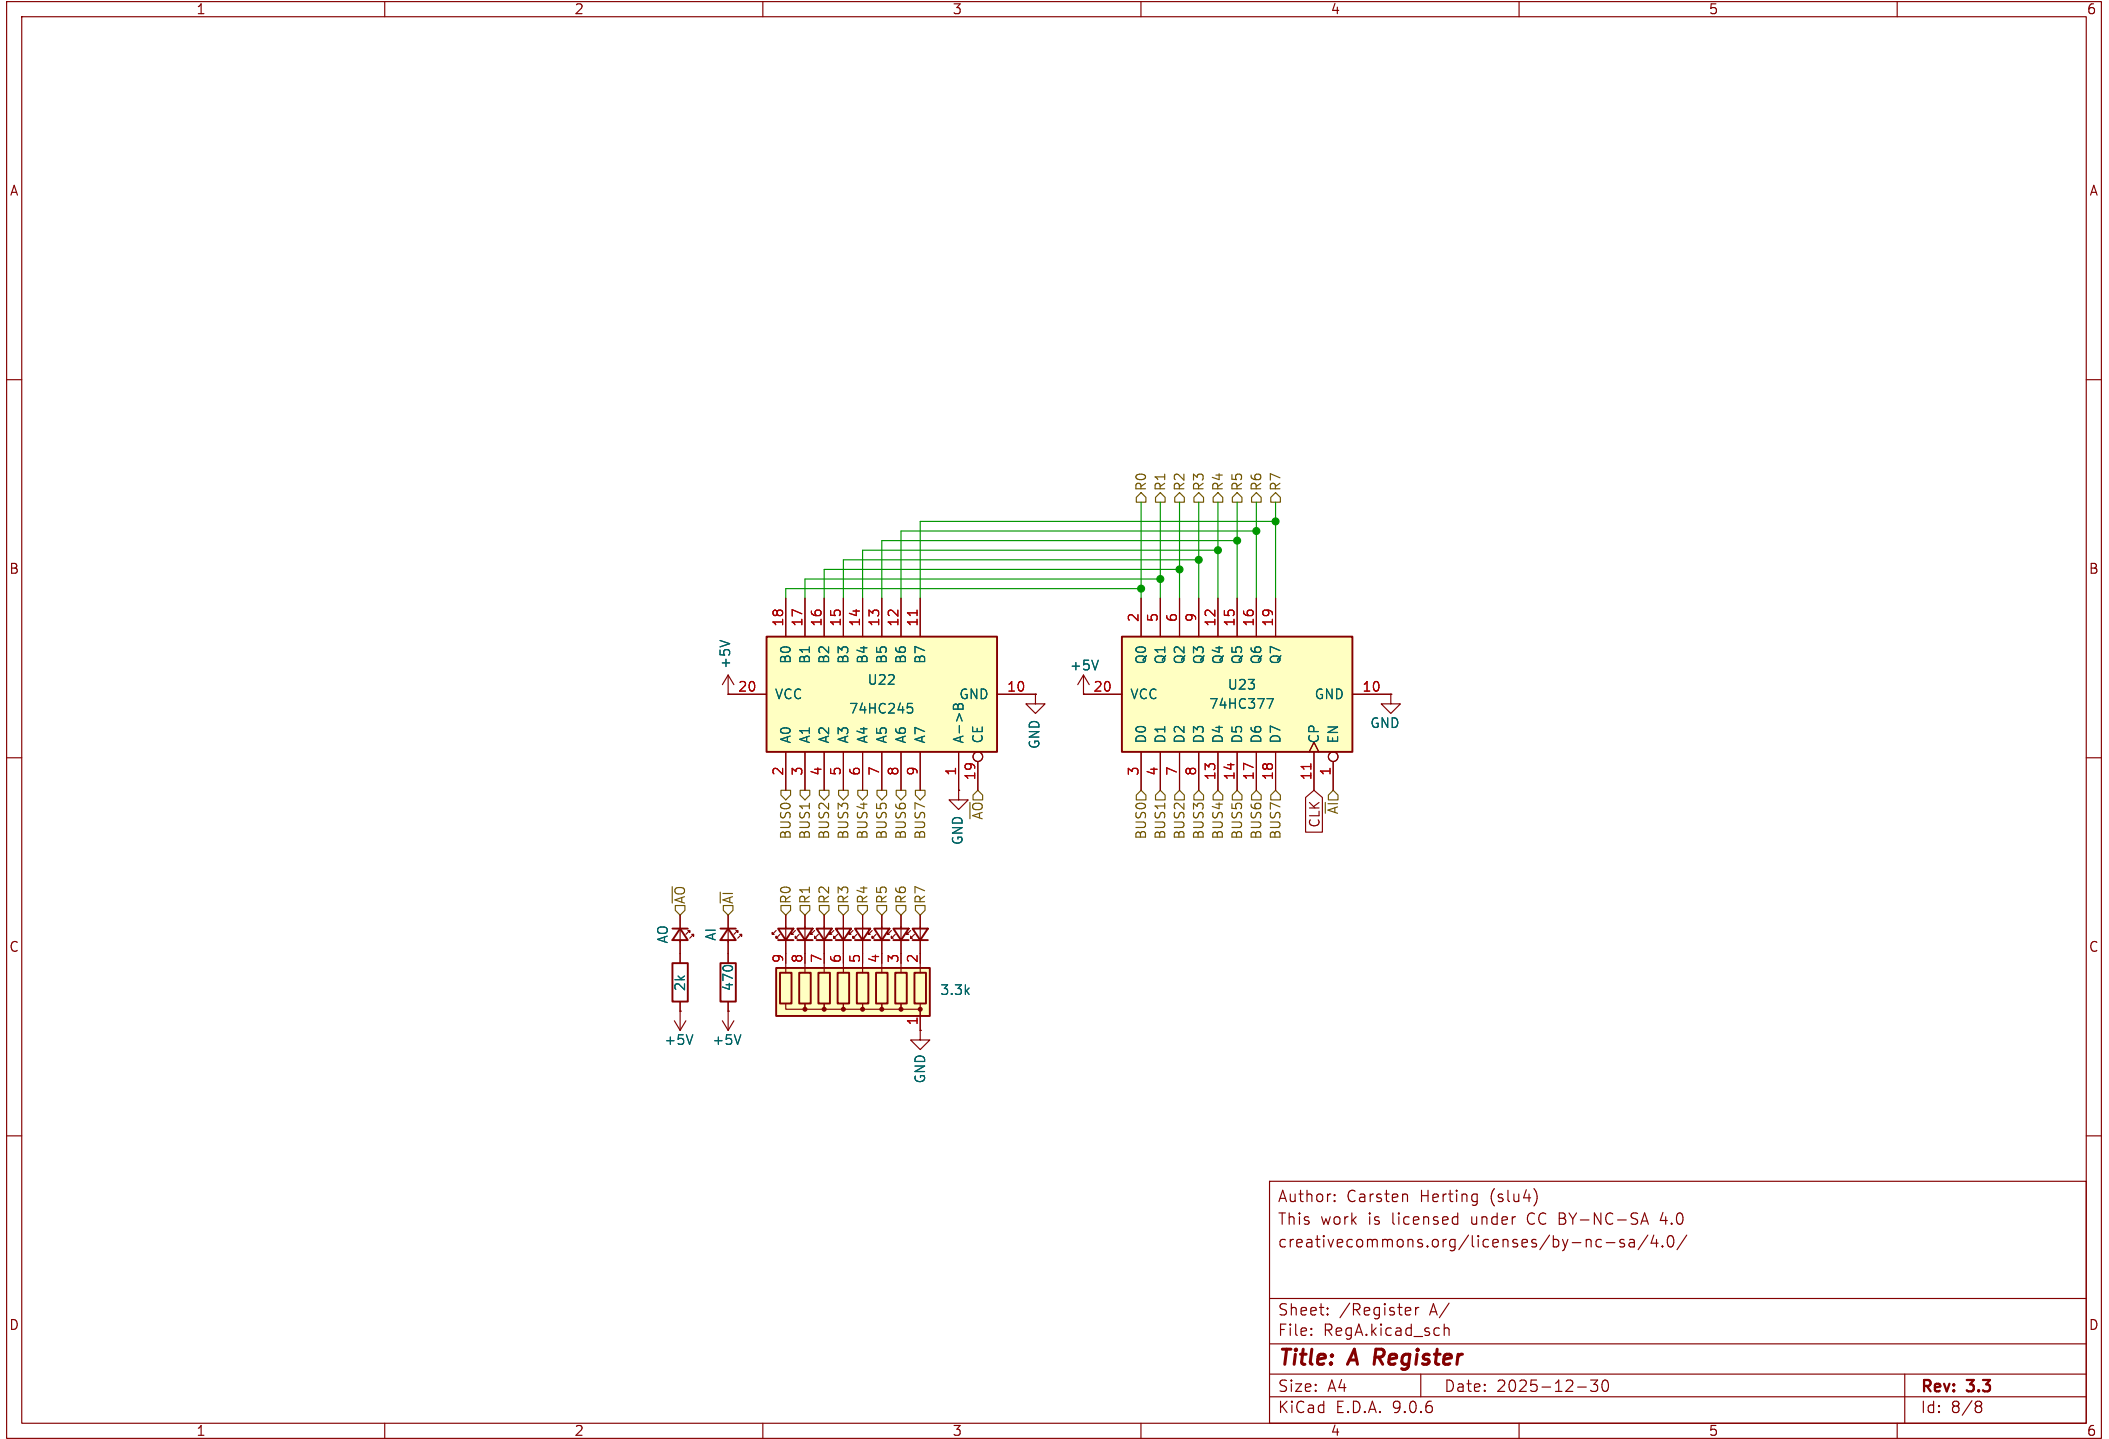 1 2 3 4 5 6
A A
B B
C C
D D
R0 R1 R2 R3 R4 R5 R6 R7
18 17 16 15 14 13 12 11
2 5 6 9 12 15 16 19
+5V
B0 B1 B2 B3 B4 B5 B6 B7
U22
20 VCC GND 10
74HC245
A0 A1 A2 A3 A4 A5 A6 A7 A->B CE
2 3 4 5 6 7 8 9 1 19
BUS0 BUS1 BUS2 BUS3 BUS4 BUS5 BUS6 BUS7 GND AO
GND
+5V
Q0 Q1 Q2 Q3 Q4 Q5 Q6 Q7
U23
20 VCC GND 10
74HC377
GND
D0 D1 D2 D3 D4 D5 D6 D7 CP EN
3 4 7 8 13 14 17 18 11 1
BUS0 BUS1 BUS2 BUS3 BUS4 BUS5 BUS6 BUS7 CLK AI
AO AI R0 R1 R2 R3 R4 R5 R6 R7
AO AI
9 8 7 6 5 4 3 2
2k 470 3.3k
1
+5V +5V
GND
Author: Carsten Herting (slu4)
This work is licensed under CC BY-NC-SA 4.0
creativecommons.org/licenses/by-nc-sa/4.0/
Sheet: /Register A/
File: RegA.kicad_sch
Title: A Register
Size: A4 Date: 2025-12-30 Rev: 3.3
KiCad E.D.A. 9.0.6 Id: 8/8
1 2 3 4 5 6